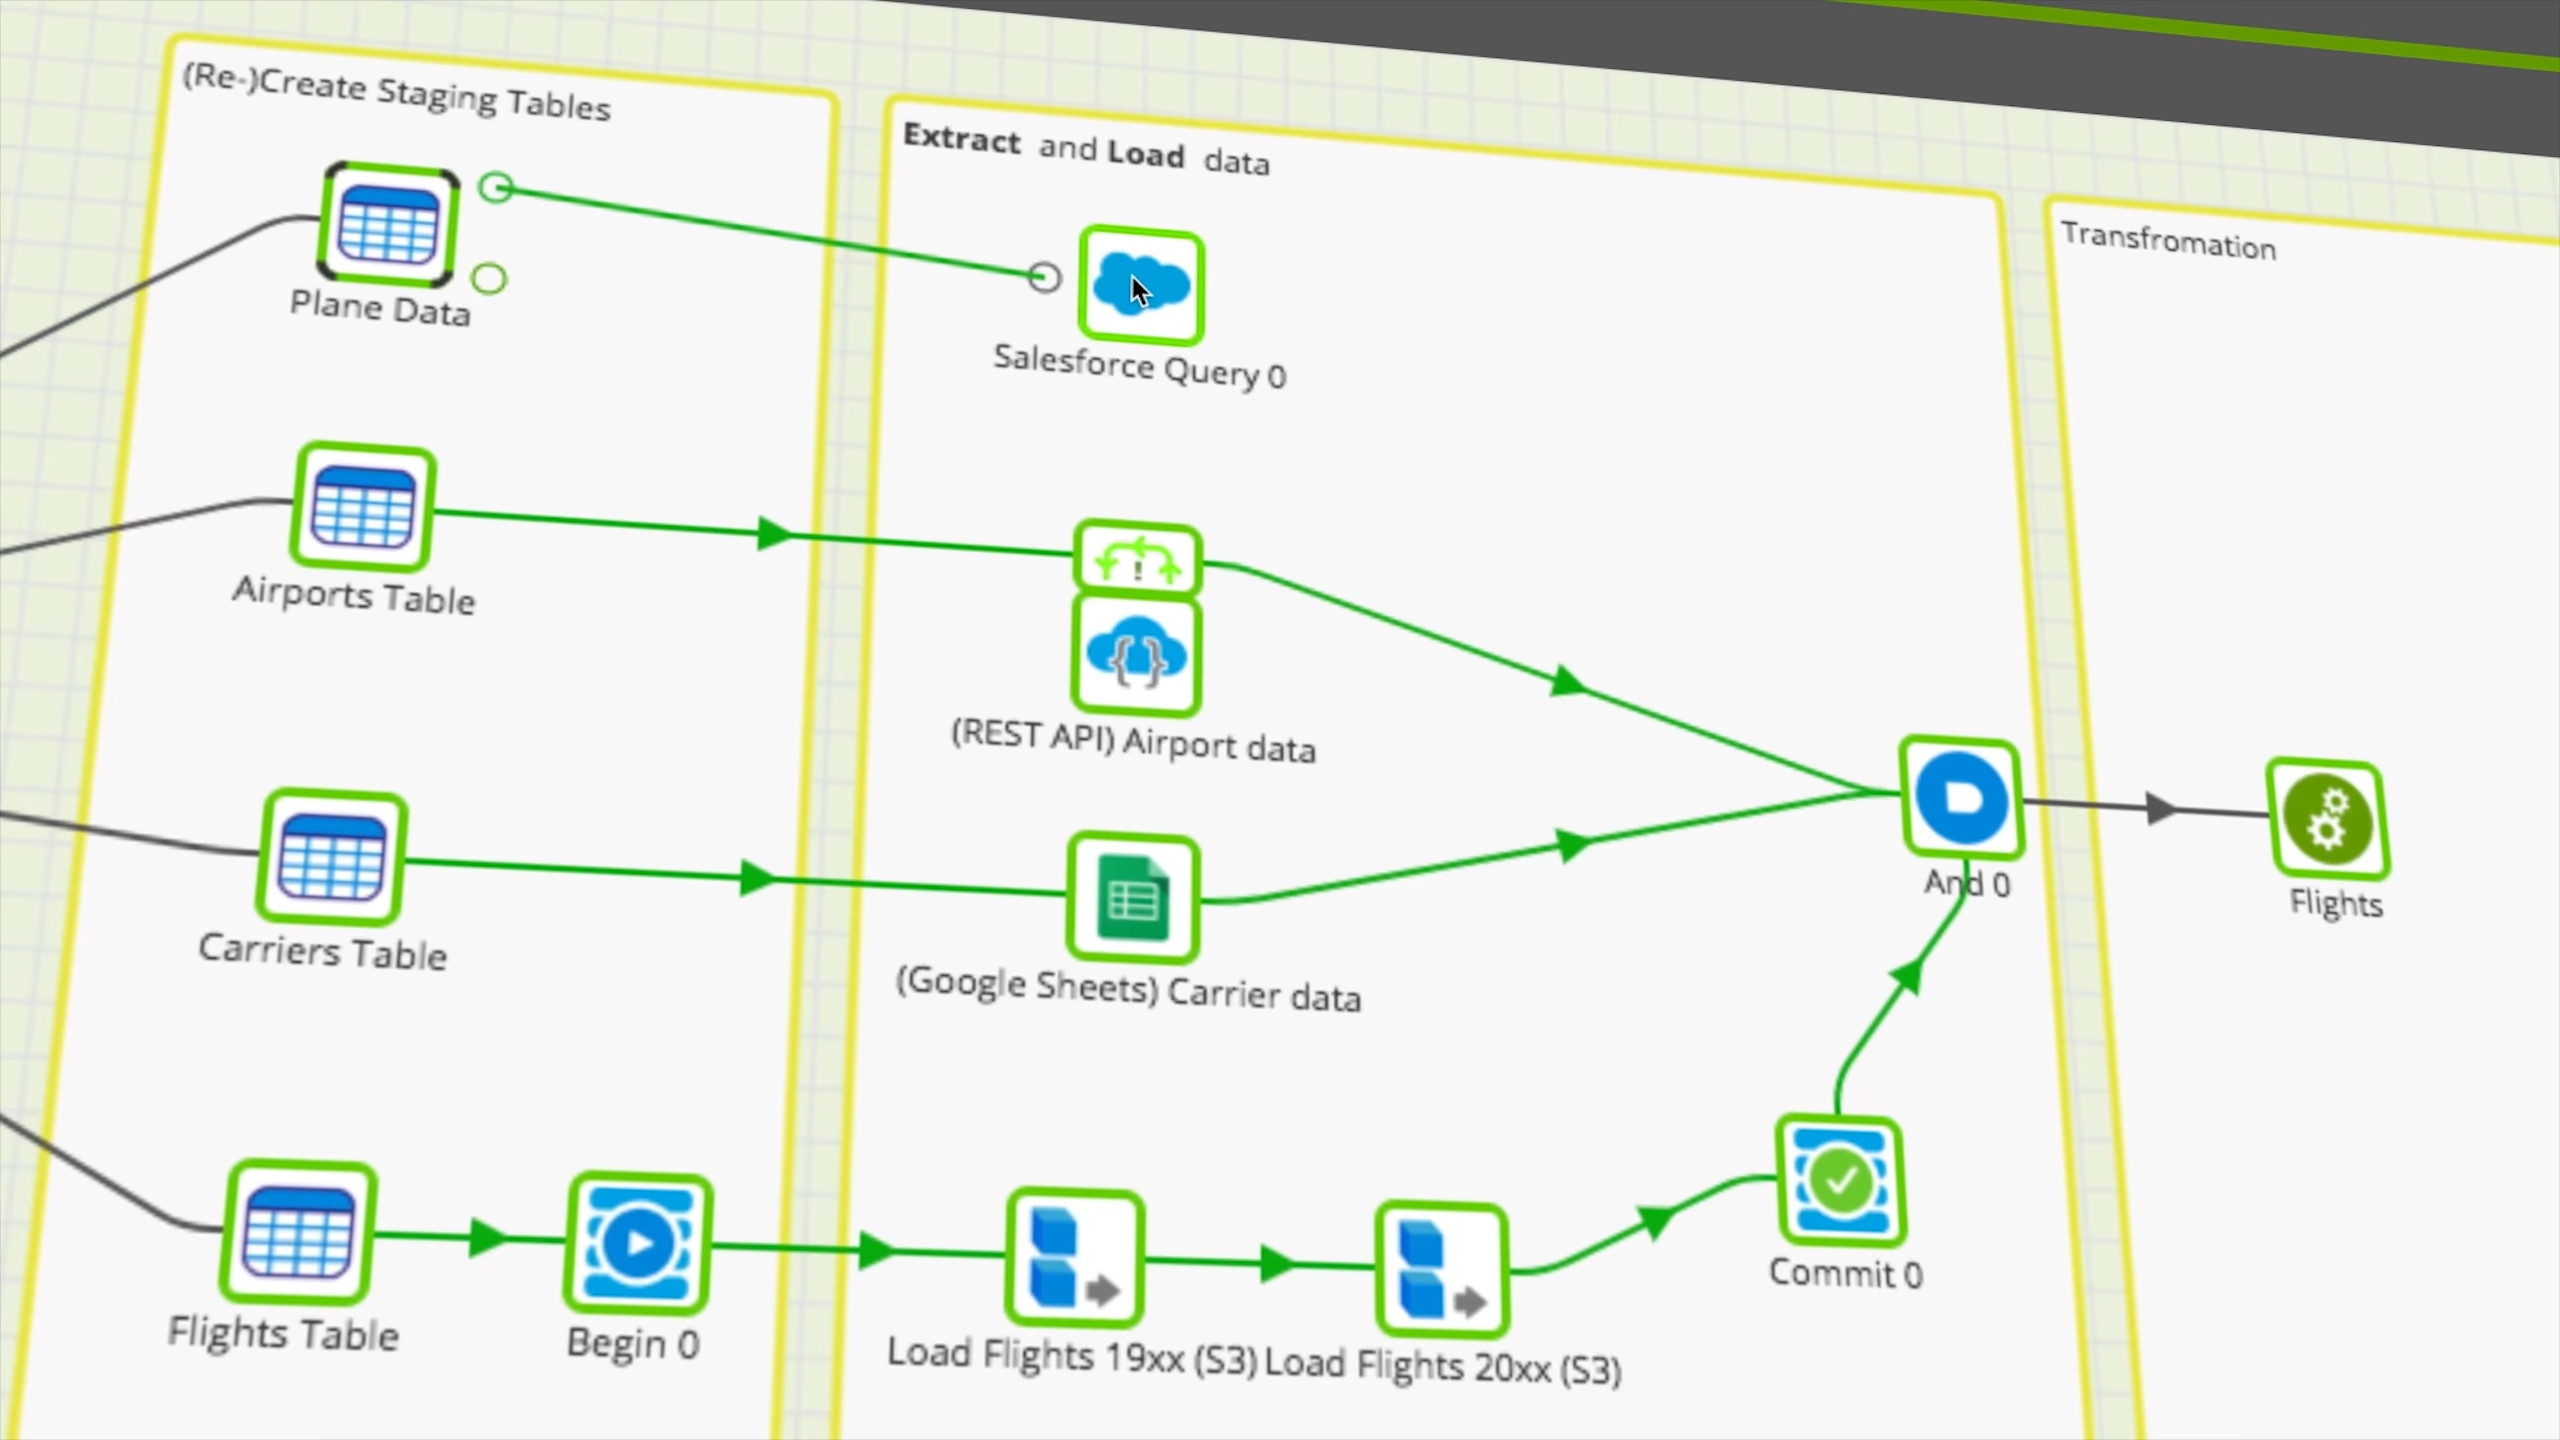 (Re-)Create Staging Tables
Extract and Load data
Transfromation
Plane Data
Salesforce Query 0
Airports Table
(REST API) Airport data
Carriers Table
(Google Sheets) Carrier data
And 0
Flights
Flights Table
Begin 0
Load Flights 19xx (S3)
Load Flights 20xx (S3)
Commit 0